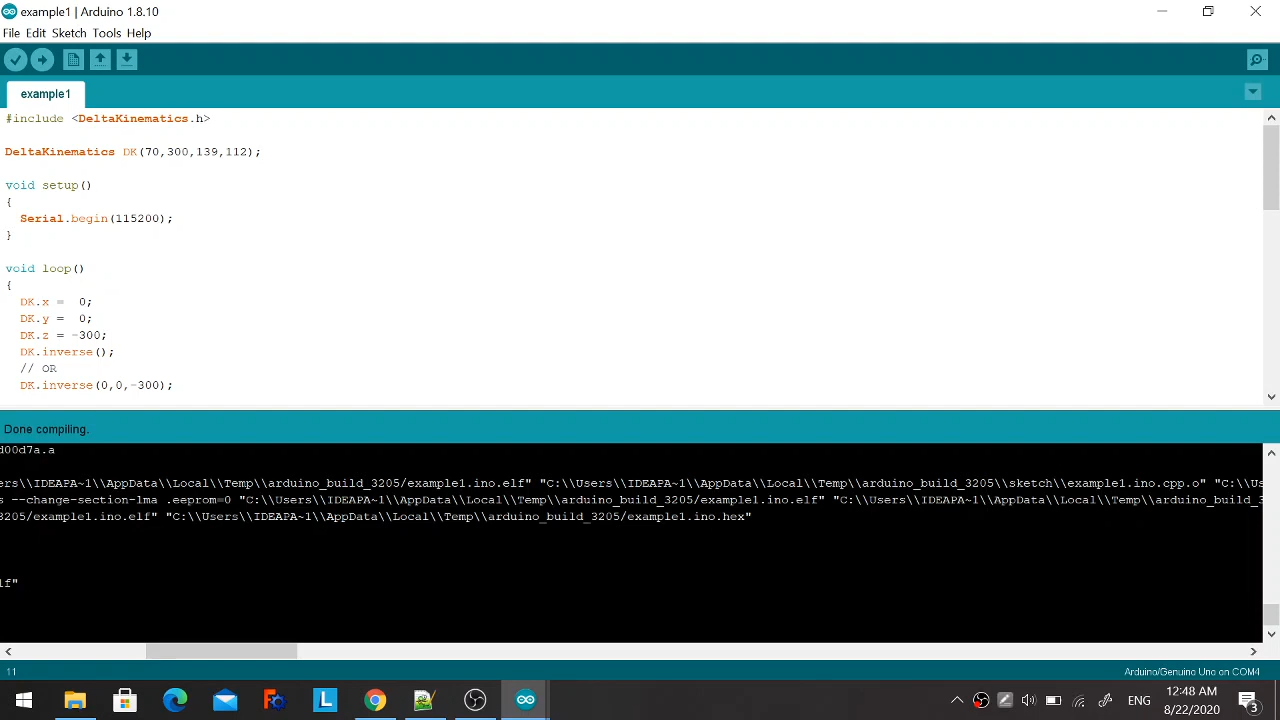 example1 | Arduino 1.8.10
File Edit Sketch Tools Help
example1
#include <DeltaKinematics.h>
DeltaKinematics DK(70,300,139,112);
void setup()
{
Serial.begin(115200);
}
void loop()
{
DK.x =  0;
DK.y =  0;
DK.z = -300;
DK.inverse();
// OR
DK.inverse(0,0,-300);
Done compiling.
d00d7a.a
ers\\IDEAPA~1\\AppData\\Local\\Temp\\arduino_build_3205/example1.ino.elf" "C:\\Users\\IDEAPA~1\\AppData\\Local\\Temp\\arduino_build_3205\\sketch\\example1.ino.cpp.o" "C:\\Us
s --change-section-lma .eeprom=0 "C:\\Users\\IDEAPA~1\\AppData\\Local\\Temp\\arduino_build_3205/example1.ino.elf" "C:\\Users\\IDEAPA~1\\AppData\\Local\\Temp\\arduino_build_3
3205/example1.ino.elf" "C:\\Users\\IDEAPA~1\\AppData\\Local\\Temp\\arduino_build_3205/example1.ino.hex"
lf"
11
Arduino/Genuino Uno on COM4
L
ENG
12:48 AM
8/22/2020
3